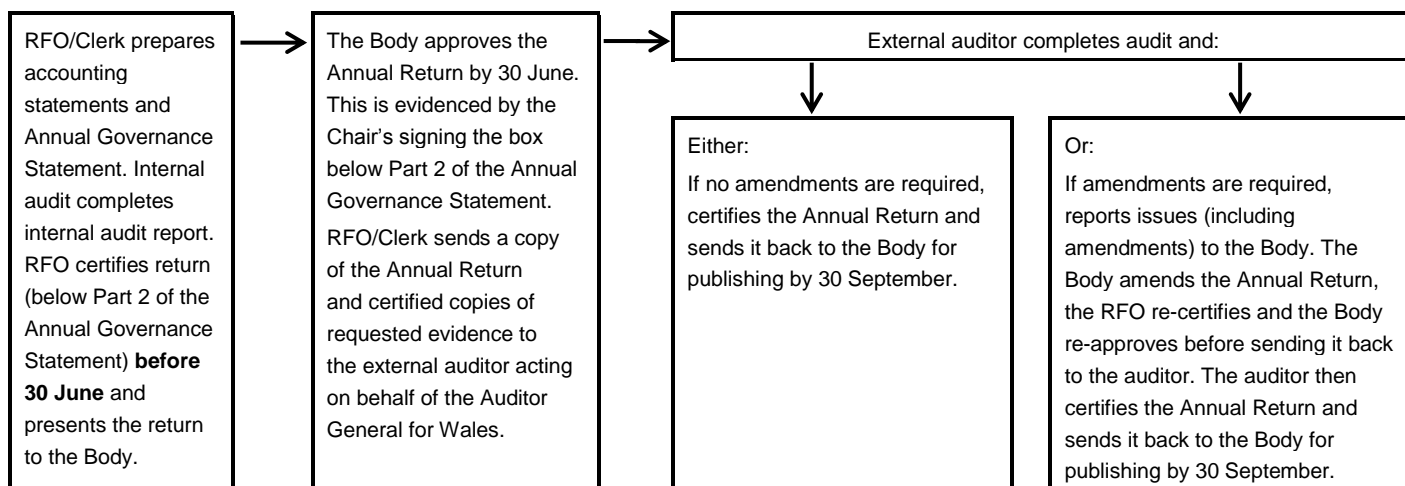 RFO/Clerk prepares
accounting
statements and
Annual Governance
Statement. Internal
audit completes
internal audit report.
RFO certifies return
(below Part 2 of the
Annual Governance
Statement) before
30 June and
presents the return
to the Body.
The Body approves the
Annual Return by 30 June.
This is evidenced by the
Chair's signing the box
below Part 2 of the Annual
Governance Statement.
RFO/Clerk sends a copy
of the Annual Return
and certified copies of
requested evidence to
the external auditor acting
on behalf of the Auditor
General for Wales.
External auditor completes audit and:
Either:
If no amendments are required,
certifies the Annual Return and
sends it back to the Body for
publishing by 30 September.
Or:
If amendments are required,
reports issues (including
amendments) to the Body. The
Body amends the Annual Return,
the RFO re-certifies and the Body
re-approves before sending it back
to the auditor. The auditor then
certifies the Annual Return and
sends it back to the Body for
publishing by 30 September.